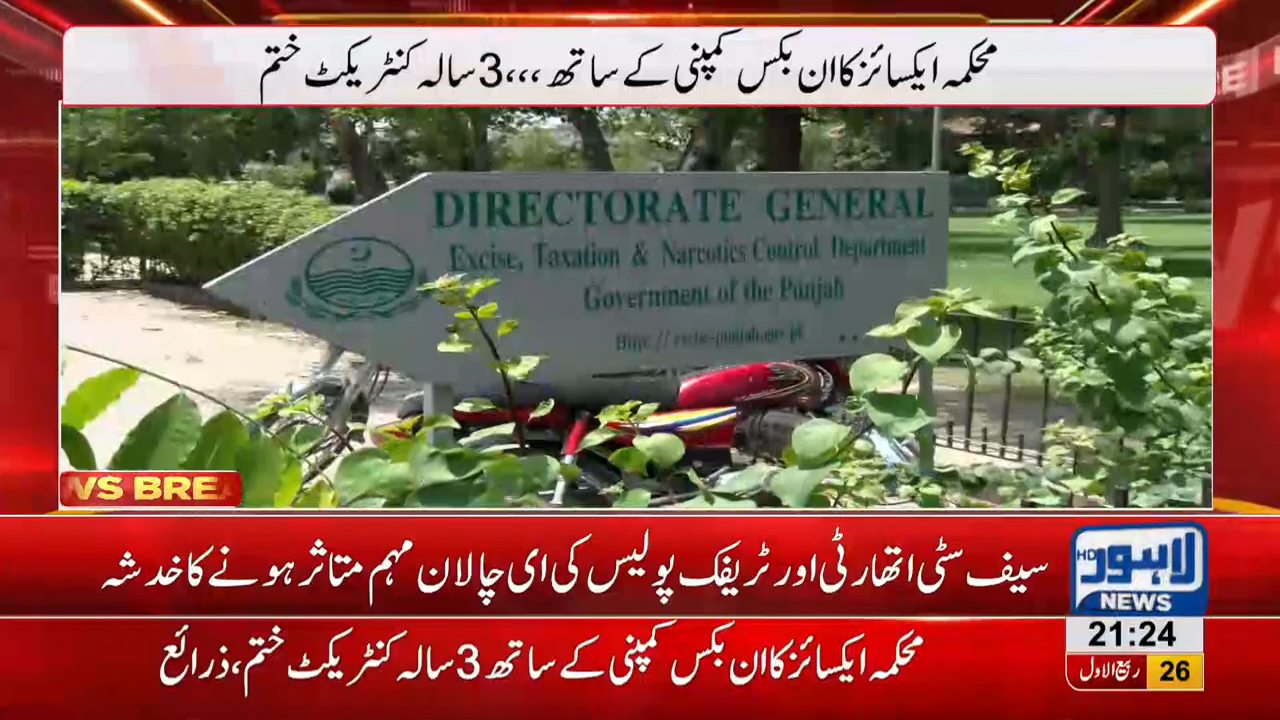 محکمہ ایکسائز کا ان بکس کمپنی کے ساتھ ،،،3 سالہ کنٹریکٹ ختم
DIRECTORATE GENERAL
Excise, Taxation & Narcotics Control Department
Government of the Punjab
WS BREA
سیف سٹی اتھارٹی اور ٹریفک پولیس کی ای چالان مہم متاثر ہونے کا خدشہ
محکمہ ایکسائز کا ان بکس کمپنی کے ساتھ 3 سالہ کنٹریکٹ ختم، ذرائع
لاہور HD
NEWS
21:24
26 ربیع الاول